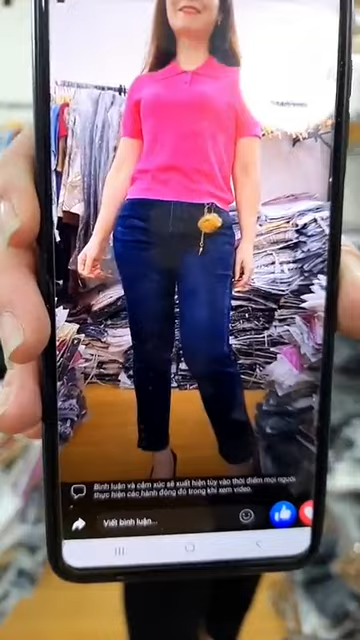 Bình luận và cảm xúc sẽ xuất hiện tùy vào thời điểm mọi người
thực hiện các hành động đó trong khi xem video.
Viết bình luận...